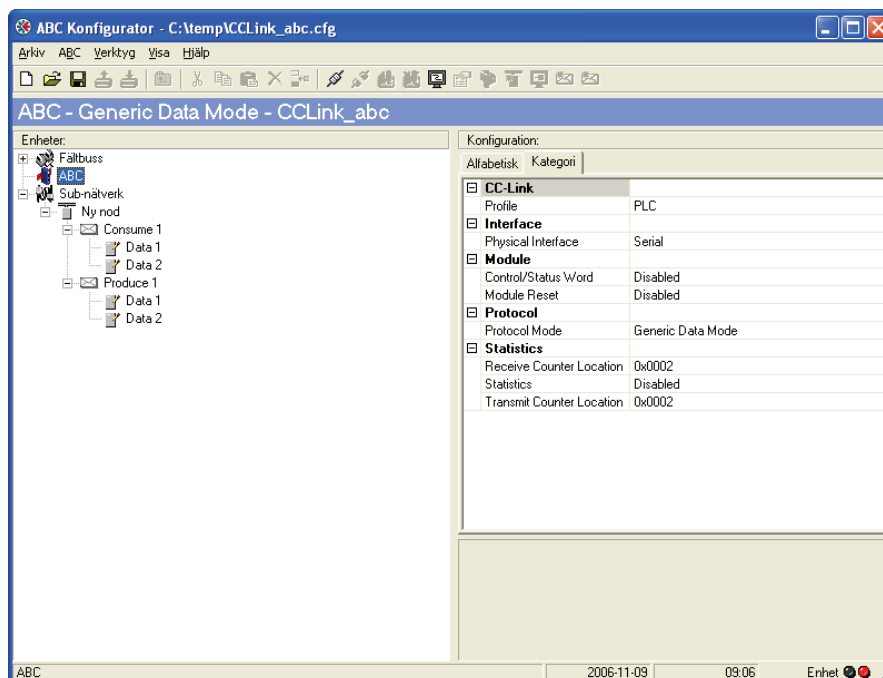 ABC Konfigurator - C:\temp\CCLink_abc.cfg
Arkiv ABC Verktyg Visa Hjälp
ABC - Generic Data Mode - CCLink_abc
Enheter:
Fältbuss
ABC
Sub-nätverk
Ny nod
Consume 1
Data 1
Data 2
Produce 1
Data 1
Data 2
Konfiguration:
Alfabetisk Kategori
CC-Link
Profile PLC
Interface
Physical Interface Serial
Module
Control/Status Word Disabled
Module Reset Disabled
Protocol
Protocol Mode Generic Data Mode
Statistics
Receive Counter Location 0x0002
Statistics Disabled
Transmit Counter Location 0x0002
ABC 2006-11-09 09:06 Enhet